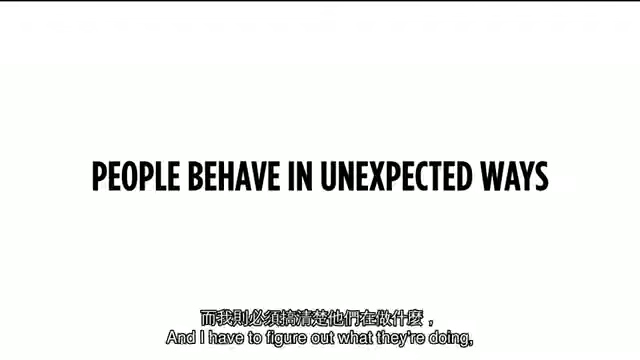 PEOPLE BEHAVE IN UNEXPECTED WAYS
而我則必須搞清楚他們在做什麼，
And I have to figure out what they're doing,